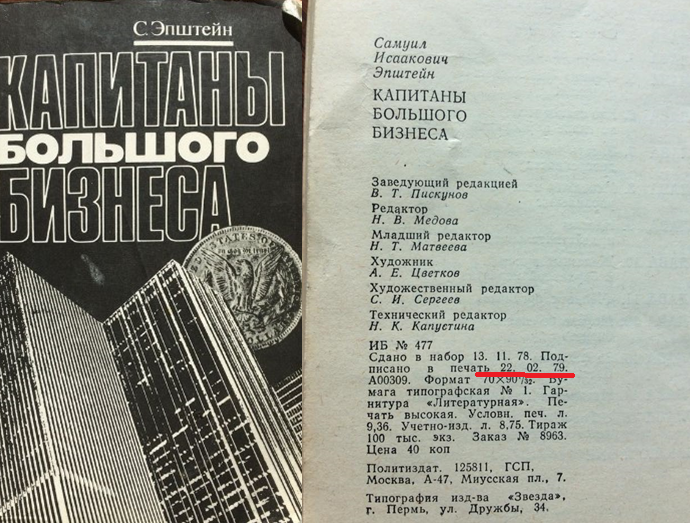 С. Эпштейн
КАПИТАНЫ
БОЛЬШОГО
БИЗНЕСА
Самуил
Исаакович
Эпштейн
КАПИТАНЫ
БОЛЬШОГО
БИЗНЕСА
Заведующий редакцией
В. Т. Пискунов
Редактор
Н. В. Медова
Младший редактор
Н. Т. Матвеева
Художник
А. Е. Цветков
Художественный редактор
С. И. Сергеев
Технический редактор
Н. К. Капустина
ИБ № 477
Сдано в набор 13. 11. 78. Под-
писано в печать 22. 02. 79.
А00309. Формат 70×90¹/₃₂. Бу-
мага типографская № 1. Гар-
нитура «Литературная». Пе-
чать высокая. Условн. печ. л.
9,36. Учетно-изд. л. 8,75. Тираж
100 тыс. экз. Заказ № 8963.
Цена 40 коп
Политиздат. 125811, ГСП,
Москва, А-47, Миусская пл., 7.
Типография изд-ва «Звезда»,
г. Пермь, ул. Дружбы, 34.